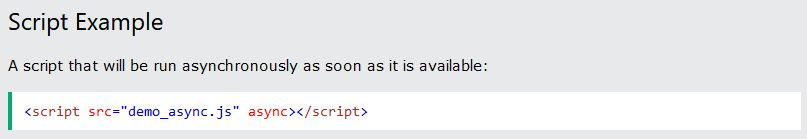 Script Example
A script that will be run asynchronously as soon as it is available:
<script src="demo_async.js" async></script>